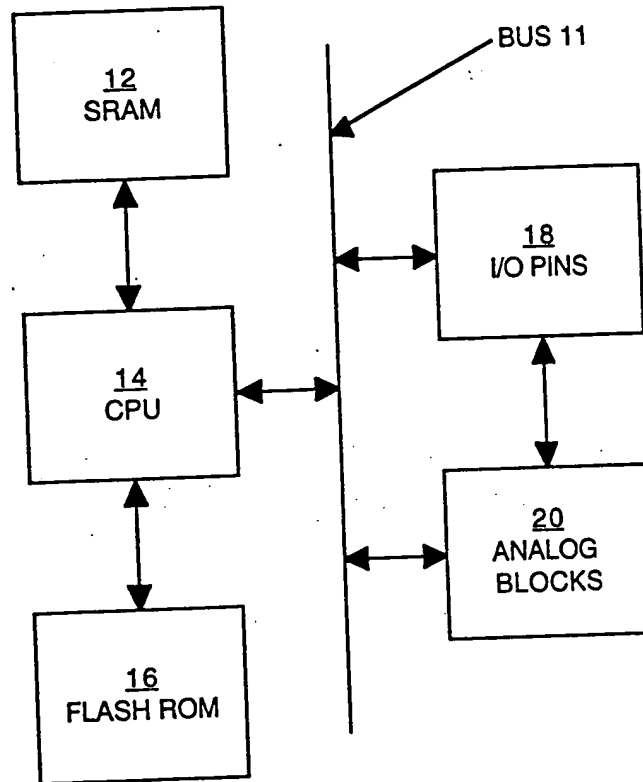 BUS 11
12
SRAM
18
I/O PINS
14
CPU
20
ANALOG
BLOCKS
16
FLASH ROM